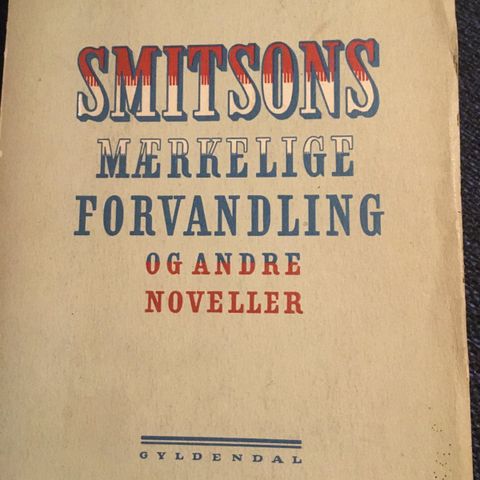 SMITSONS
MÆRKELIGE
FORVANDLING
OG ANDRE
NOVELLER
GYLDENDAL